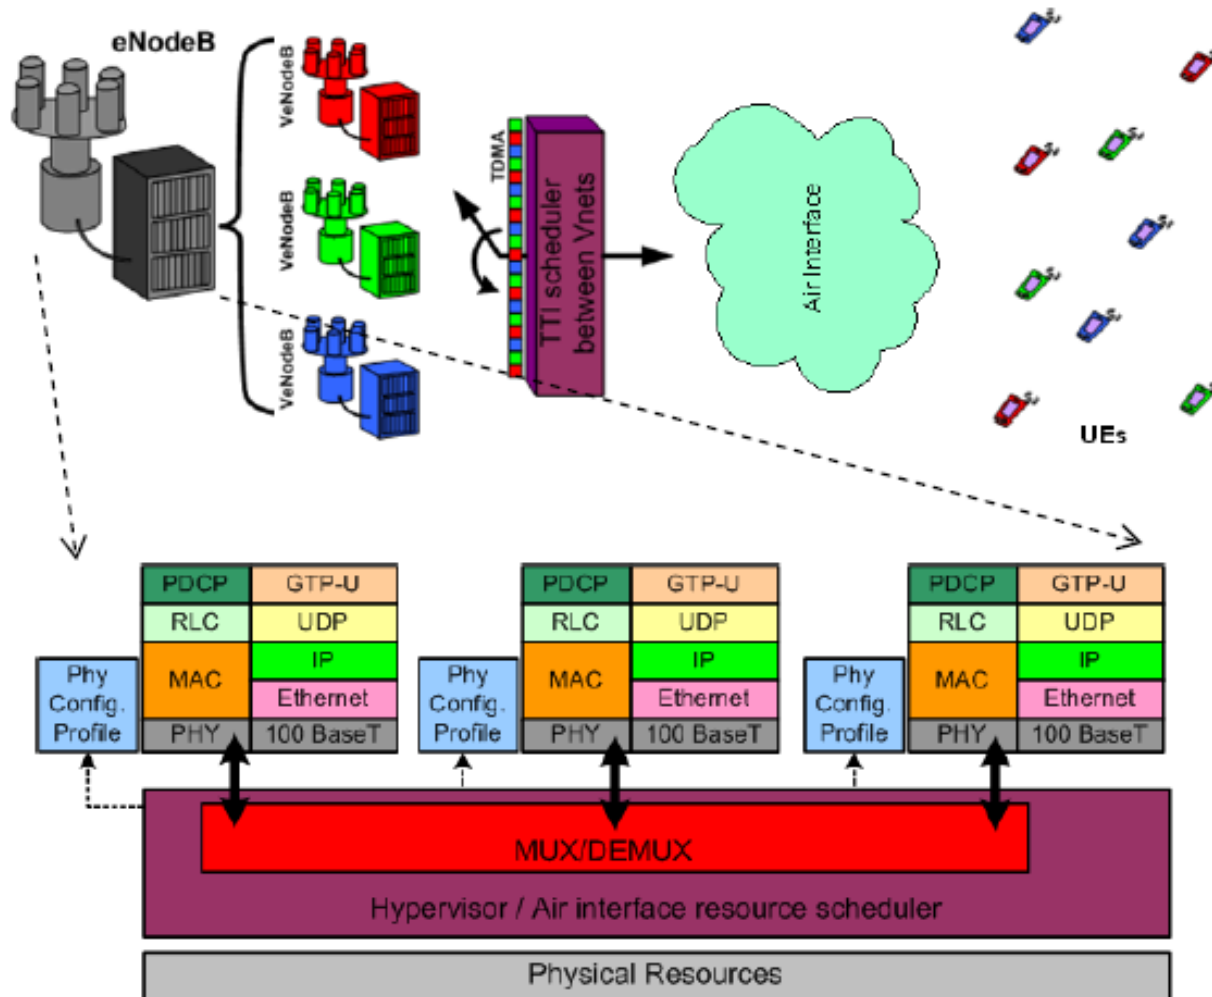 eNodeB
VeNodeB
VeNodeB
VeNodeB
TDMA
TTI scheduler
between Vnets
Air Interface
UEs
PDCP
GTP-U
RLC
UDP
MAC
IP
Ethernet
PHY
100 BaseT
Phy
Config.
Profile
PDCP
GTP-U
RLC
UDP
MAC
IP
Ethernet
PHY
100 BaseT
Phy
Config.
Profile
PDCP
GTP-U
RLC
UDP
MAC
IP
Ethernet
PHY
100 BaseT
Phy
Config.
Profile
MUX/DEMUX
Hypervisor / Air interface resource scheduler
Physical Resources